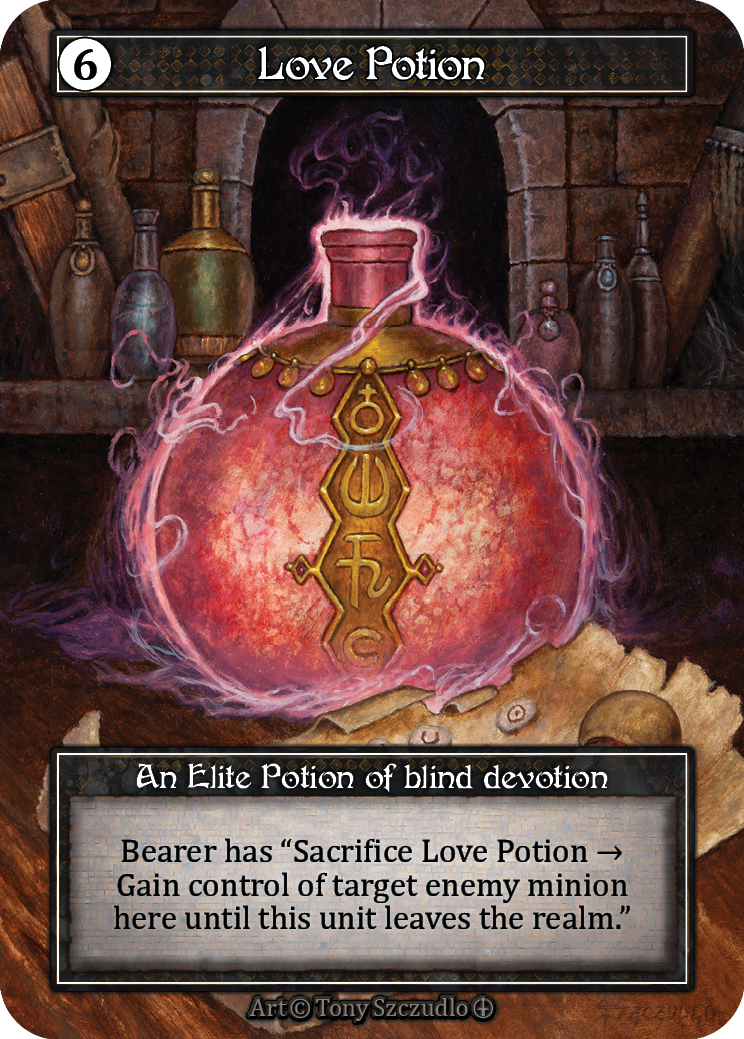 6
Love Potion
An Elite Potion of blind devotion
Bearer has “Sacrifice Love Potion →
Gain control of target enemy minion
here until this unit leaves the realm.”
Art © Tony Szczudlo